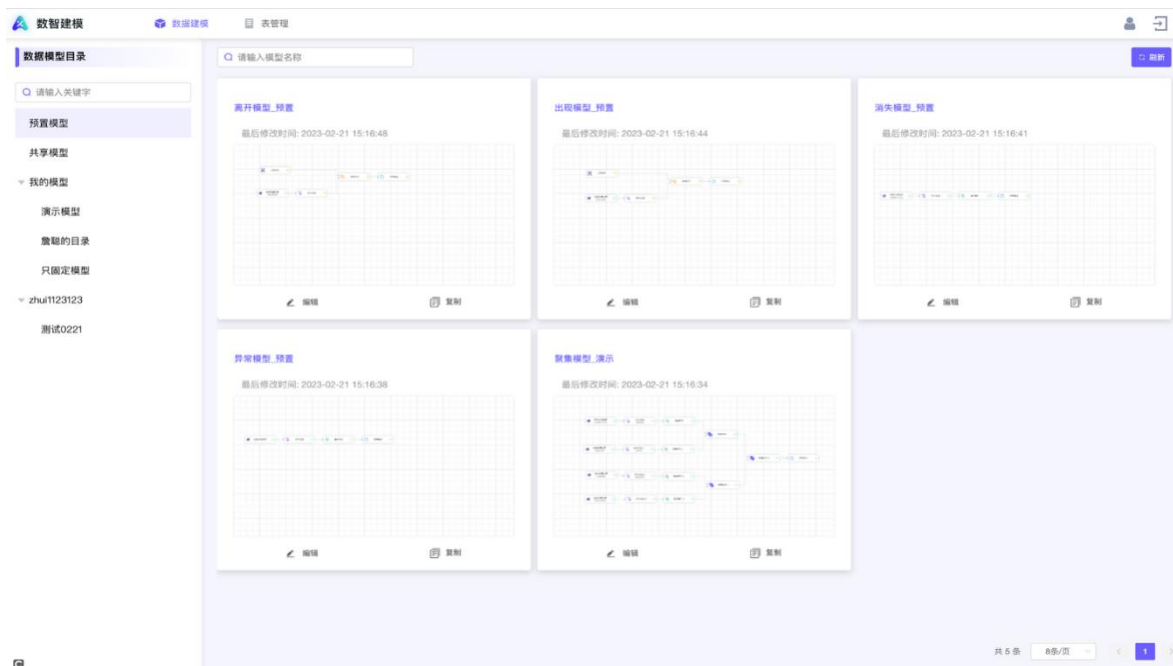 数智建模
数据建模
表管理
数据模型目录
请输入模型名称
刷新
请输入关键字
预置模型
共享模型
我的模型
演示模型
詹聪的目录
只固定模型
zhui1123123
测试0221
离开模型_预置
最后修改时间: 2023-02-21 15:16:48
编辑
复制
出现模型_预置
最后修改时间: 2023-02-21 15:16:44
编辑
复制
消失模型_预置
最后修改时间: 2023-02-21 15:16:41
编辑
复制
异常模型_预置
最后修改时间: 2023-02-21 15:16:38
编辑
复制
聚集模型_演示
最后修改时间: 2023-02-21 15:16:34
编辑
复制
共 5 条
8条/页
1